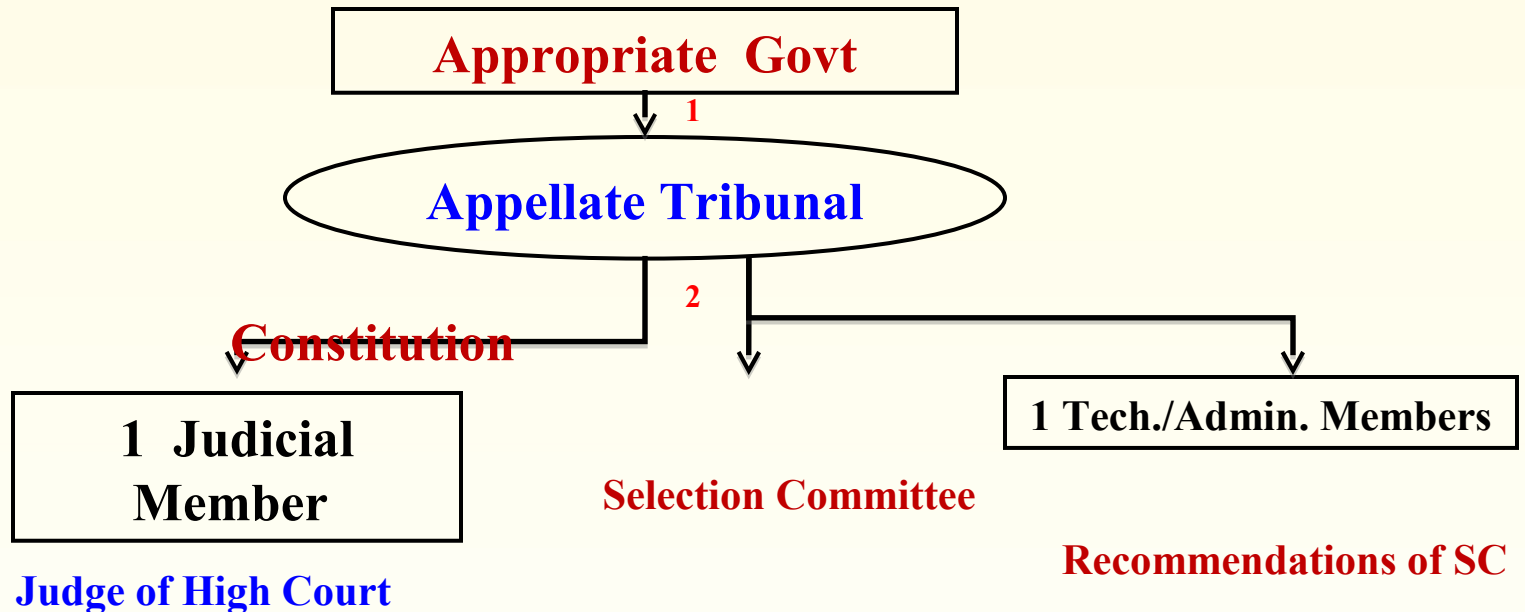 Appropriate Govt
1
Appellate Tribunal
2
Constitution
1 Judicial
Member
1 Tech./Admin. Members
Selection Committee
Recommendations of SC
Judge of High Court